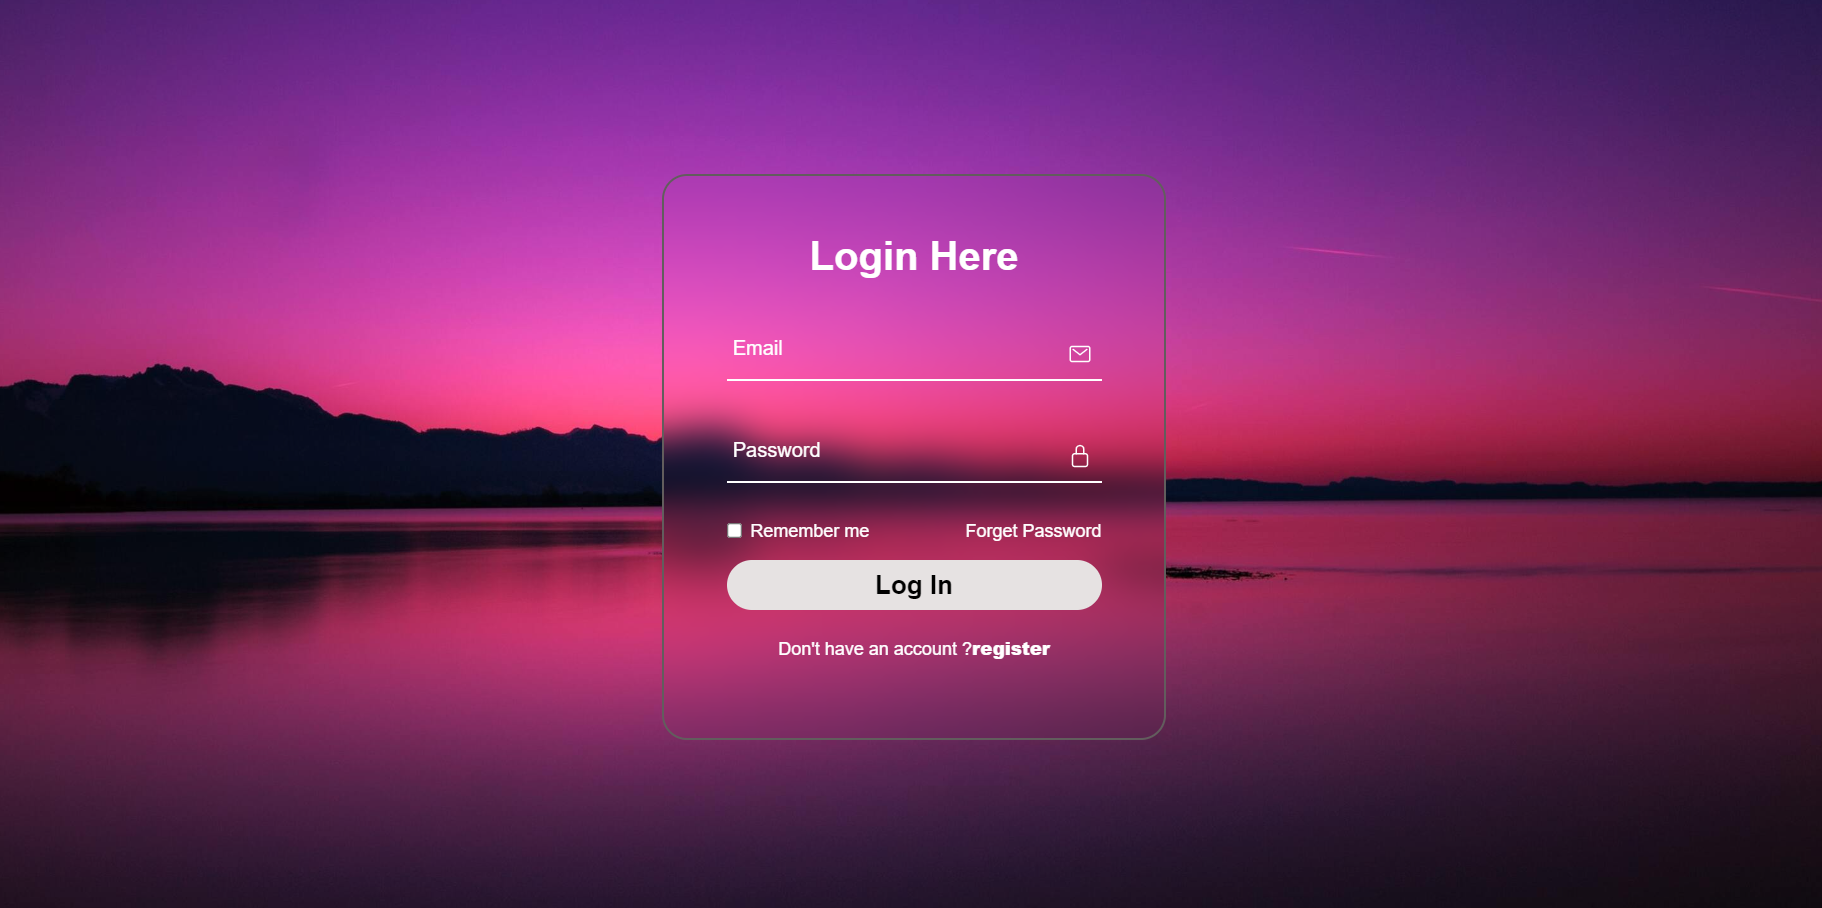 Login Here
Email
Password
Remember me Forget Password
Log In
Don't have an account ?register